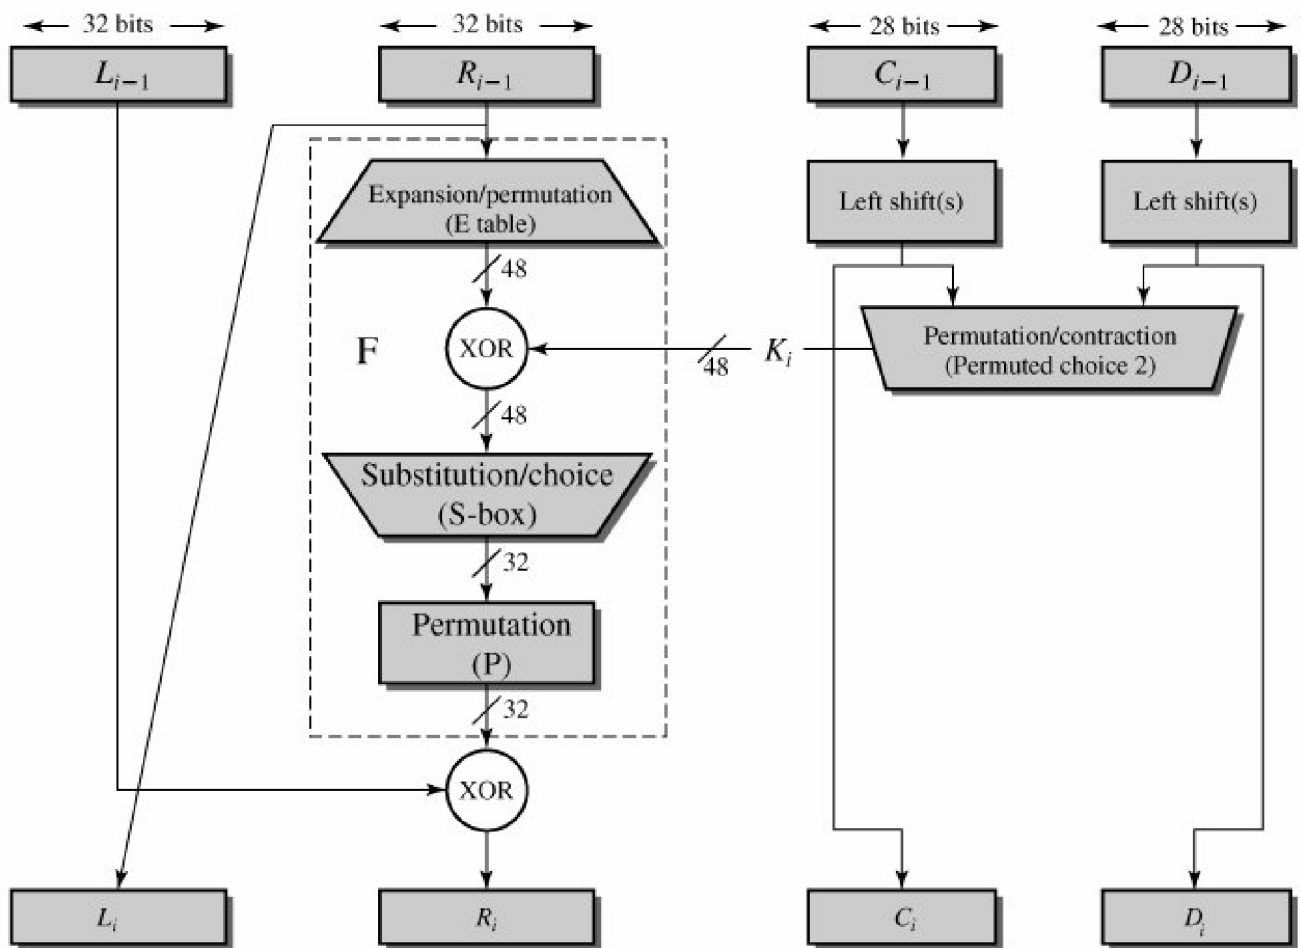 32 bits
32 bits
28 bits
28 bits
L_{i−1}
R_{i−1}
C_{i−1}
D_{i−1}
Expansion/permutation
(E table)
Left shift(s)
Left shift(s)
48
F
XOR
48
K_i
Permutation/contraction
(Permuted choice 2)
48
Substitution/choice
(S-box)
32
Permutation
(P)
32
XOR
L_i
R_i
C_i
D_i